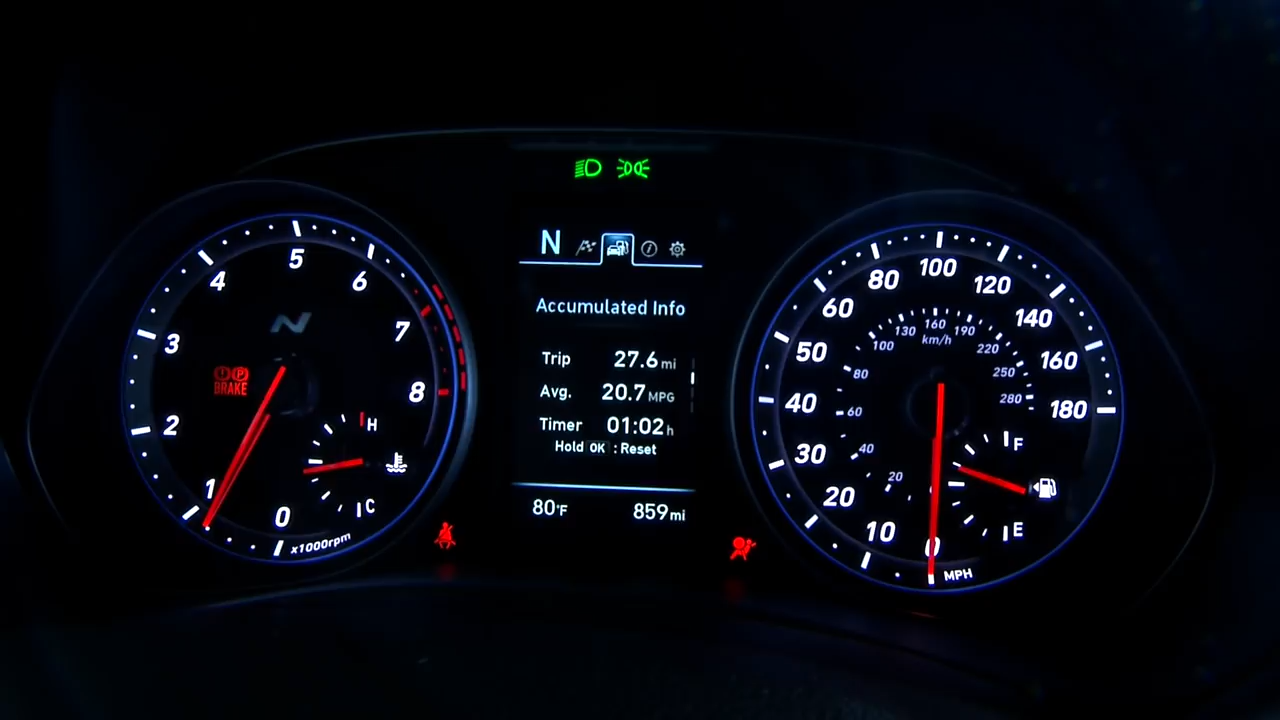 N
Accumulated Info
Trip 27.6 mi
Avg. 20.7 MPG
Timer 01:02 h
Hold OK : Reset
80°F 859 mi
0
1
2
3
4
5
6
7
8
x1000rpm
N
BRAKE
P
H
C
0
10
20
30
40
50
60
80
100
120
140
160
180
MPH
20
40
60
80
100
130
160
190
220
250
280
km/h
F
E